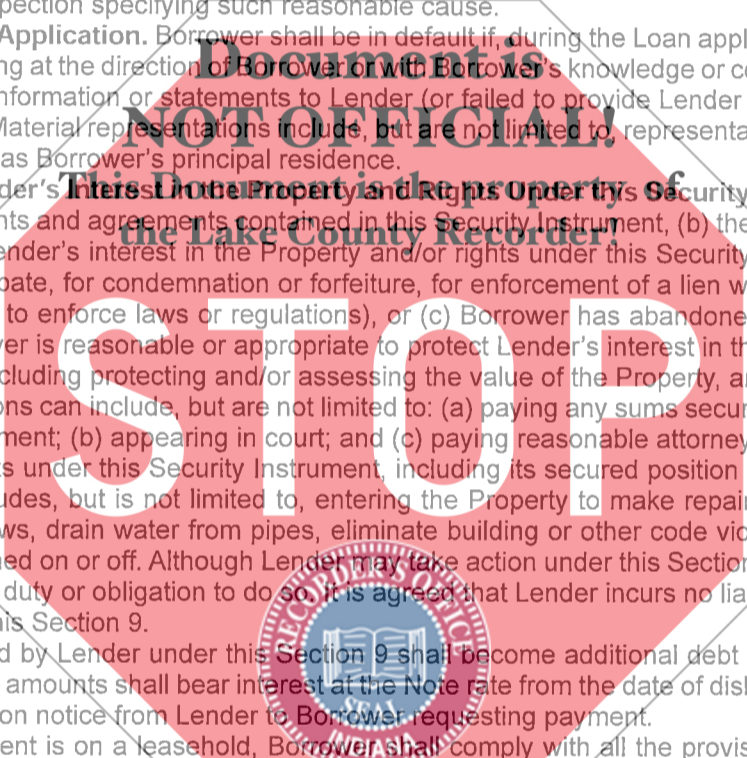 pection specifying such reasonable cause.
Application. Borrower shall be in default if, during the Loan appl
ng at the direction of Borrower or with Borrower's knowledge or co
nformation or statements to Lender (or failed to provide Lender
Material representations include, but are not limited to, representa
as Borrower's principal residence.
der's Interest in the Property and Rights Under this Security
nts and agreements contained in this Security Instrument, (b) the
ender's interest in the Property and/or rights under this Security
bate, for condemnation or forfeiture, for enforcement of a lien w
to enforce laws or regulations), or (c) Borrower has abandone
ver is reasonable or appropriate to protect Lender's interest in th
cluding protecting and/or assessing the value of the Property, a
ons can include, but are not limited to: (a) paying any sums secur
ment; (b) appearing in court; and (c) paying reasonable attorney
ts under this Security Instrument, including its secured position
udes, but is not limited to, entering the Property to make repair
ws, drain water from pipes, eliminate building or other code vio
ned on or off. Although Lender may take action under this Section
duty or obligation to do so. It is agreed that Lender incurs no lia
his Section 9.
d by Lender under this Section 9 shall become additional debt
amounts shall bear interest at the Note rate from the date of disb
on notice from Lender to Borrower requesting payment.
ent is on a leasehold, Borrower shall comply with all the provis
Document is
NOT OFFICIAL!
This Document is the property of
the Lake County Recorder!
STOP
RECORDER'S OFFICE
SEAL
INDIANA